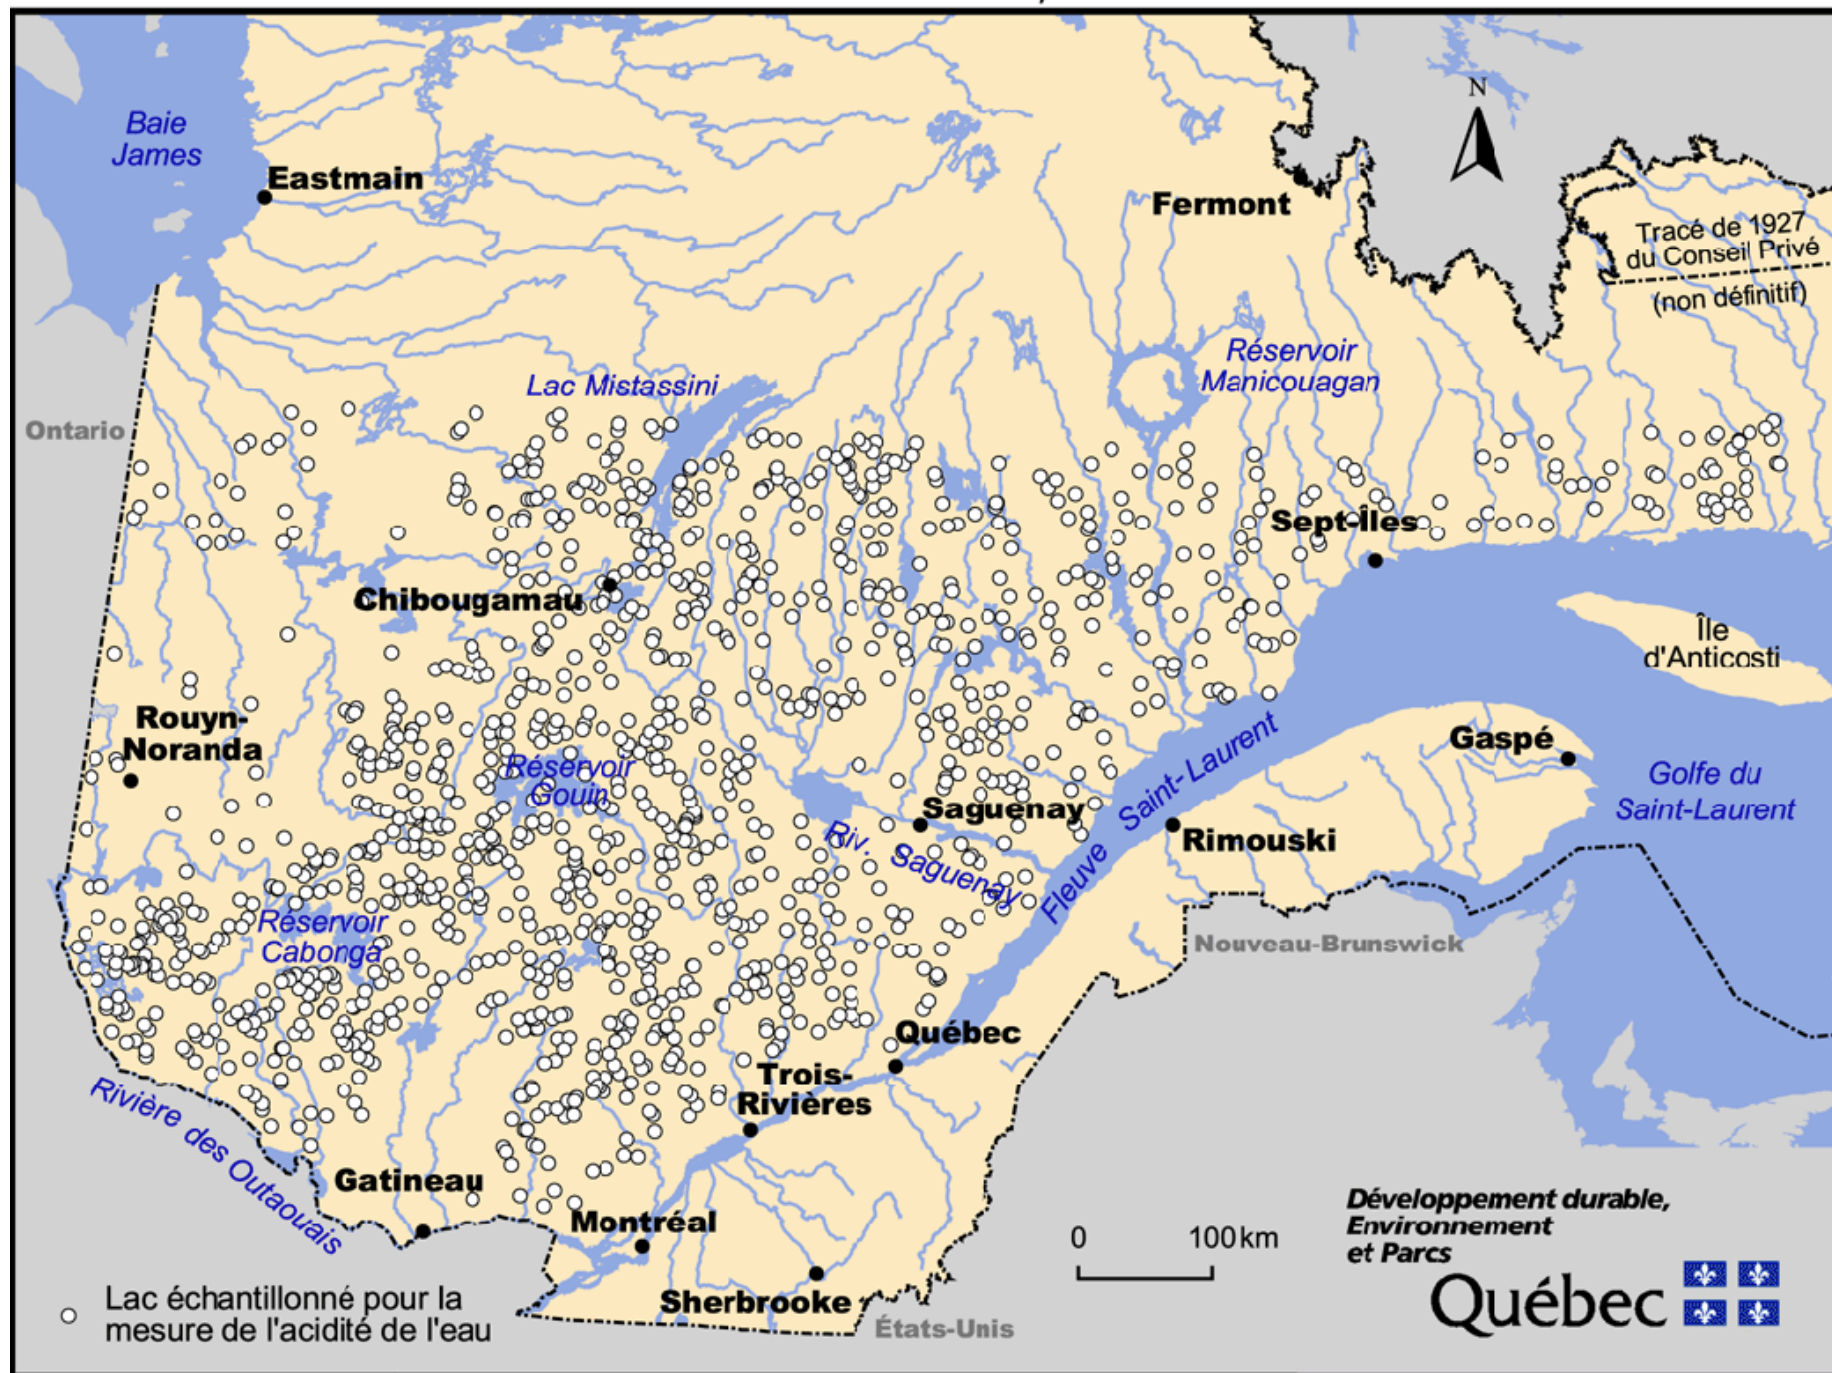 N
Baie
James
Eastmain
Fermont
Tracé de 1927
du Conseil Privé
(non définitif)
Réservoir
Manicouagan
Lac Mistassini
Ontario
Sept-Îles
Chibougamau
Île
d'Anticosti
Rouyn-
Noranda
Réservoir
Gouin
Gaspé
Golfe du
Saint-Laurent
Fleuve Saint-Laurent
Saguenay
Riv. Saguenay
Rimouski
Réservoir
Cabonga
Nouveau-Brunswick
Québec
Trois-
Rivières
Rivière des Outaouais
Gatineau
Montréal
Sherbrooke
États-Unis
0 100 km
Développement durable,
Environnement
et Parcs
Québec
Lac échantillonné pour la
mesure de l'acidité de l'eau